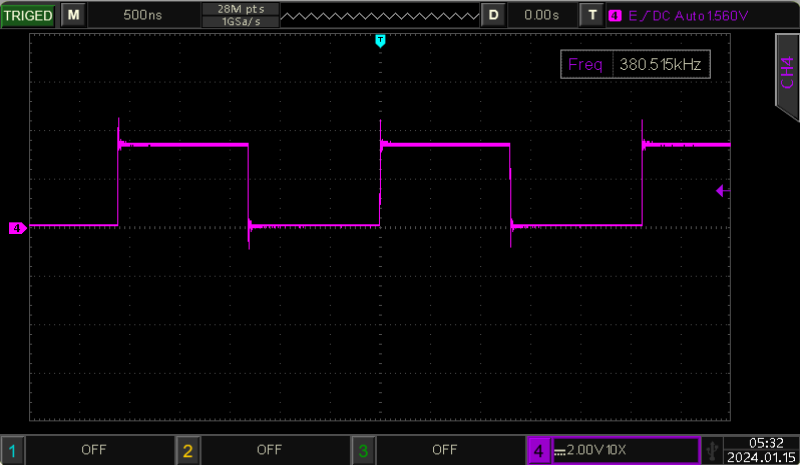 TRIGED M 500ns 28M pts D 0.00s T 4 E DC Auto 1.560V
1GSa/s
T
Freq 380.515kHz
CH4
4
1 OFF 2 OFF 3 OFF 4 2.00V 10X 05:32
2024.01.15